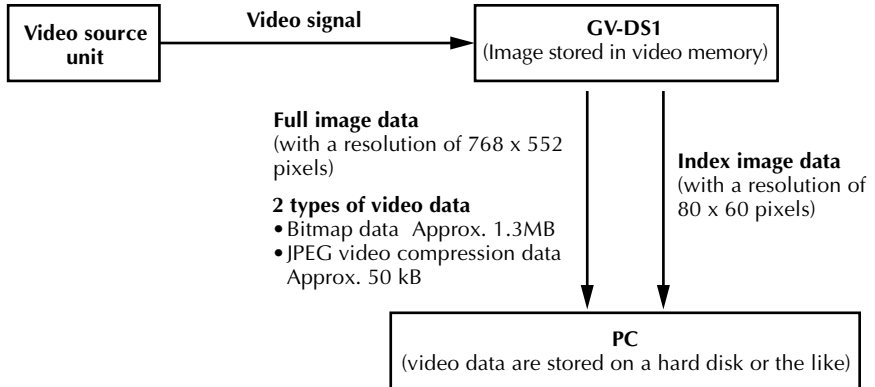 Video source
unit
Video signal
GV-DS1
(Image stored in video memory)
Full image data
(with a resolution of 768 x 552
pixels)
2 types of video data
•Bitmap data Approx. 1.3MB
•JPEG video compression data
Approx. 50 kB
Index image data
(with a resolution of
80 x 60 pixels)
PC
(video data are stored on a hard disk or the like)